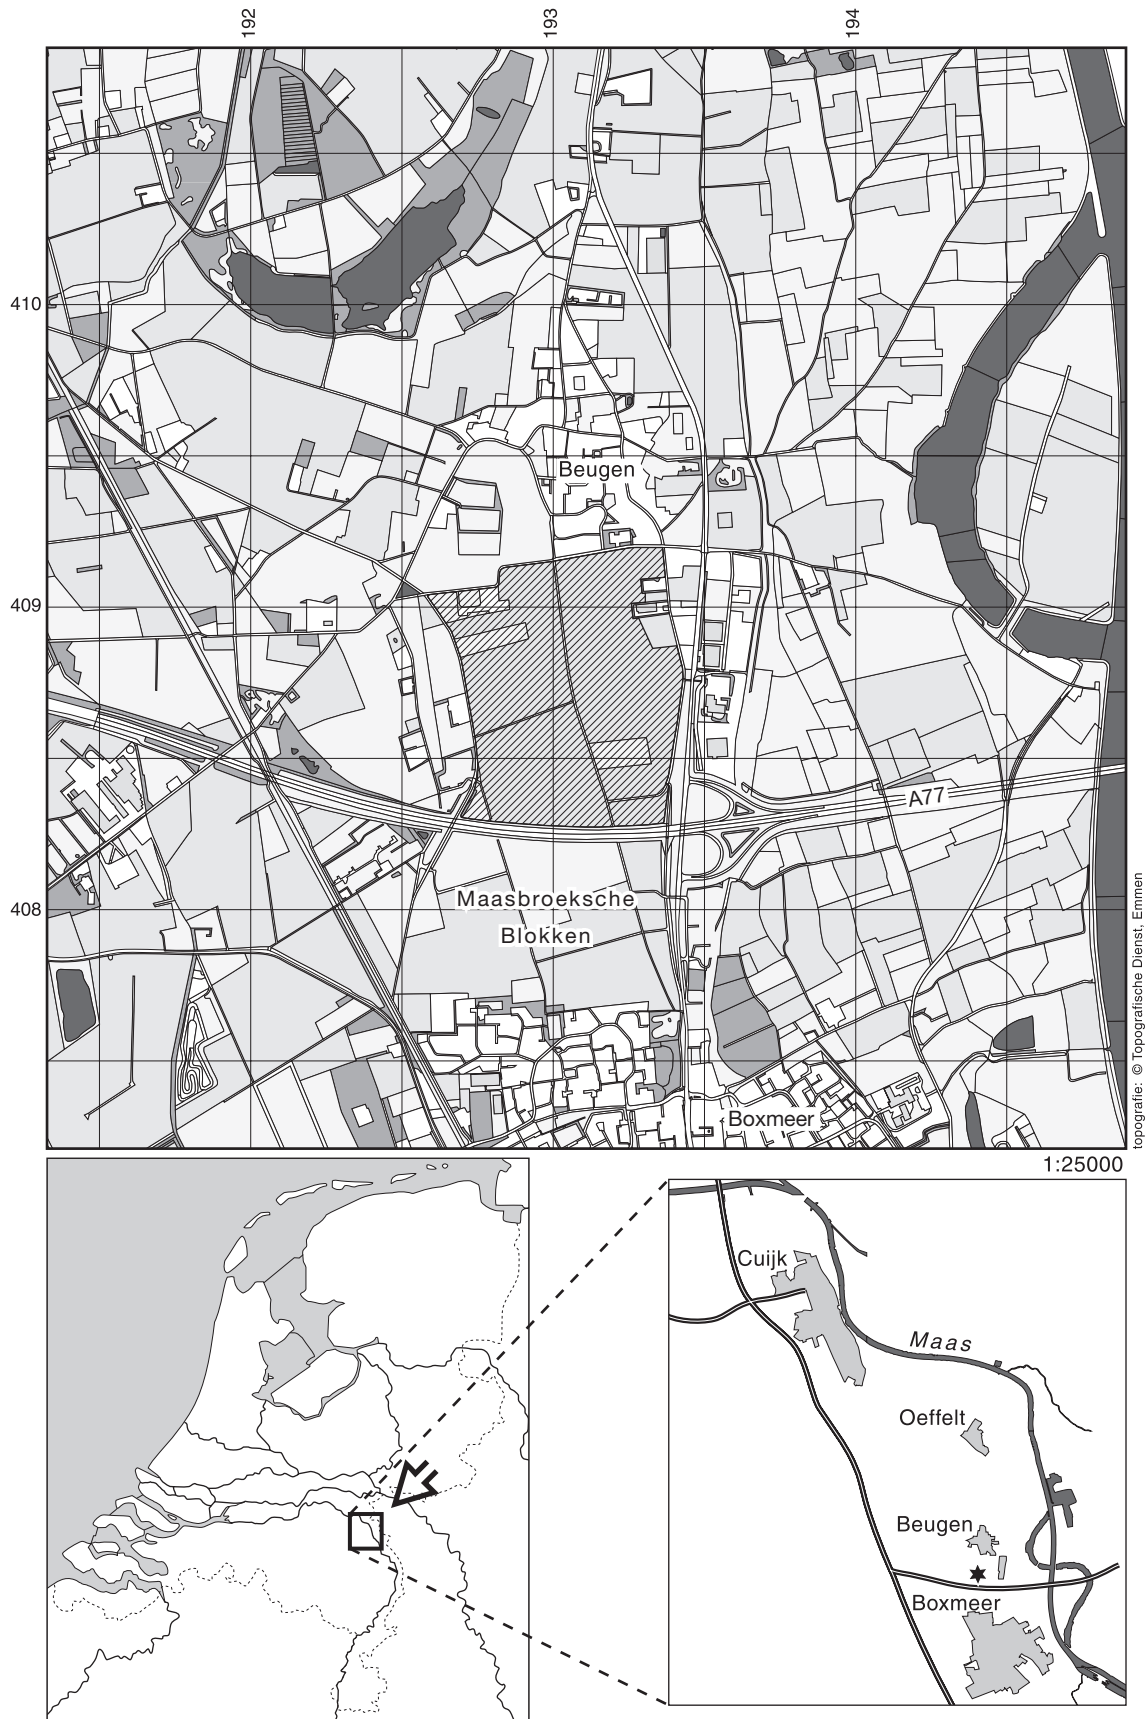 192
193
194
410
409
408
Beugen
A77
Maasbroeksche
Blokken
Boxmeer
topografie: © Topografische Dienst, Emmen
1:25000
Cuijk
Maas
Oeffelt
Beugen
Boxmeer